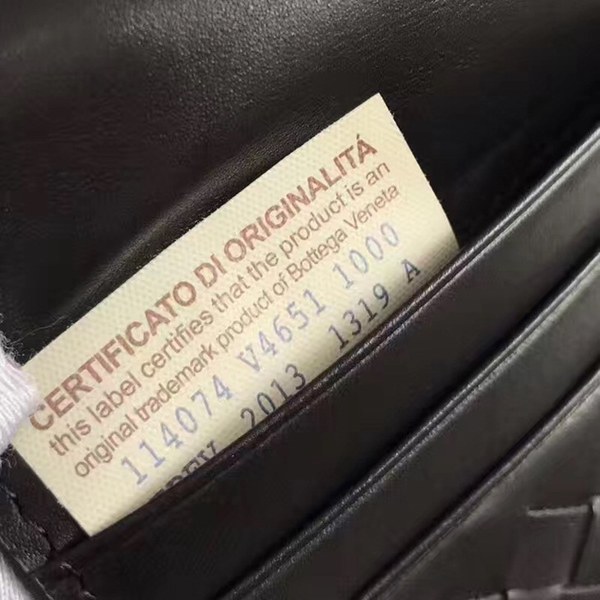 CERTIFICATO DI ORIGINALITÁ
this label certifies that the product is an
original trademark product of Bottega Veneta
114074 V4651 1000
2013 1319 A